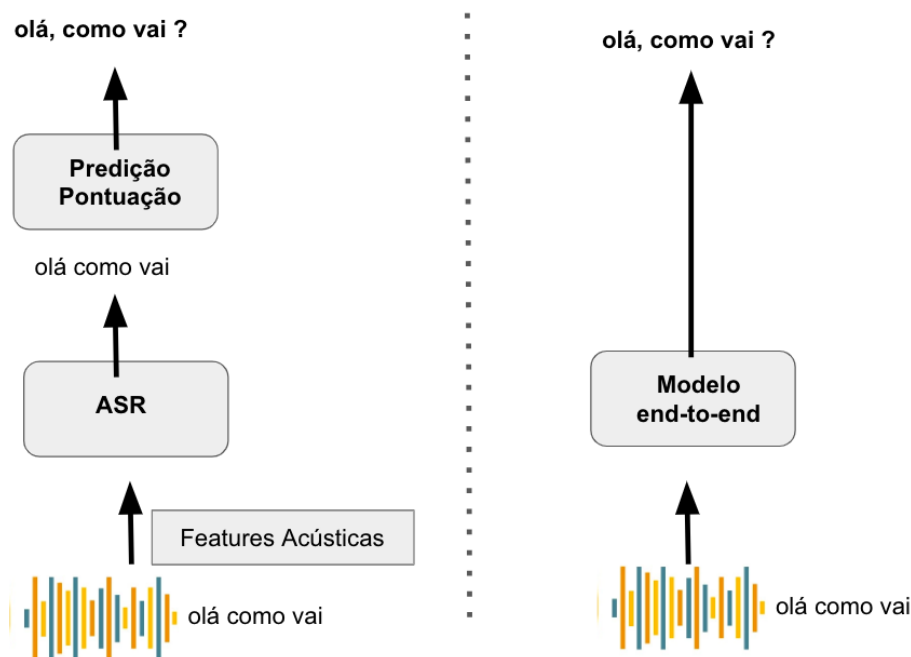 olá, como vai ?
Predição
Pontuação
olá como vai
ASR
Features Acústicas
olá como vai
olá, como vai ?
Modelo
end-to-end
olá como vai